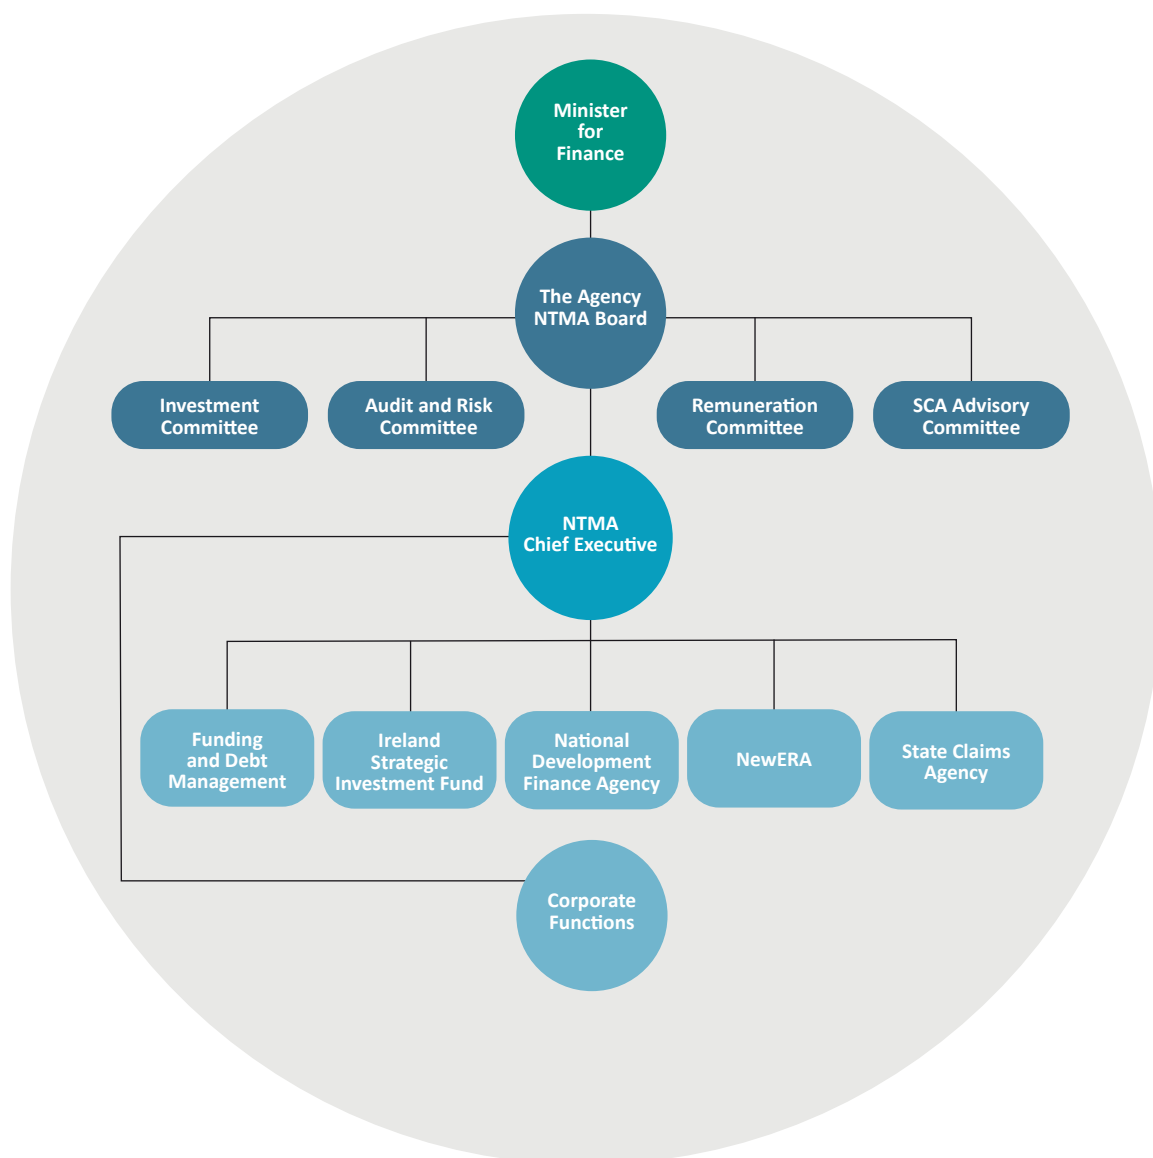 Minister
for
Finance
The Agency
NTMA Board
Investment
Committee
Audit and Risk
Committee
Remuneration
Committee
SCA Advisory
Committee
NTMA
Chief Executive
Funding
and Debt
Management
Ireland
Strategic
Investment Fund
National
Development
Finance Agency
NewERA
State Claims
Agency
Corporate
Functions